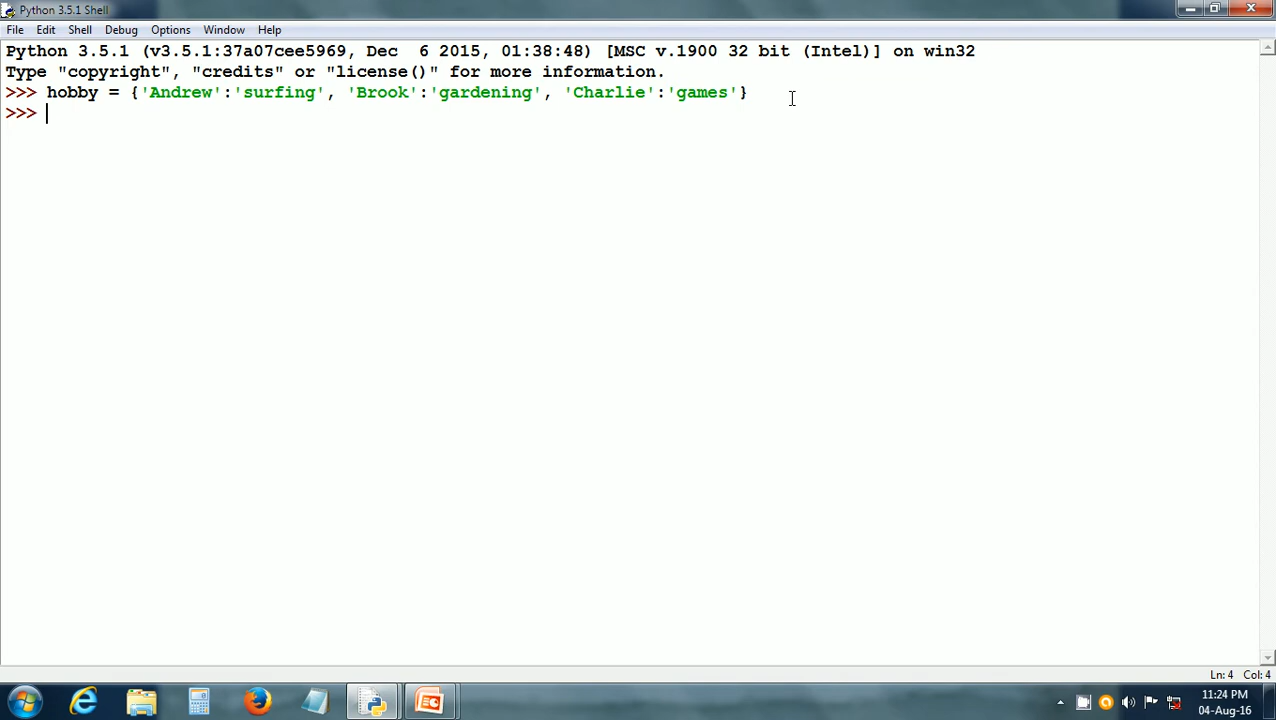 Python 3.5.1 Shell
File Edit Shell Debug Options Window Help
Python 3.5.1 (v3.5.1:37a07cee5969, Dec  6 2015, 01:38:48) [MSC v.1900 32 bit (Intel)] on win32
Type "copyright", "credits" or "license()" for more information.
>>> hobby = {'Andrew':'surfing', 'Brook':'gardening', 'Charlie':'games'}
>>>
Ln: 4 Col: 4
11:24 PM
04-Aug-16